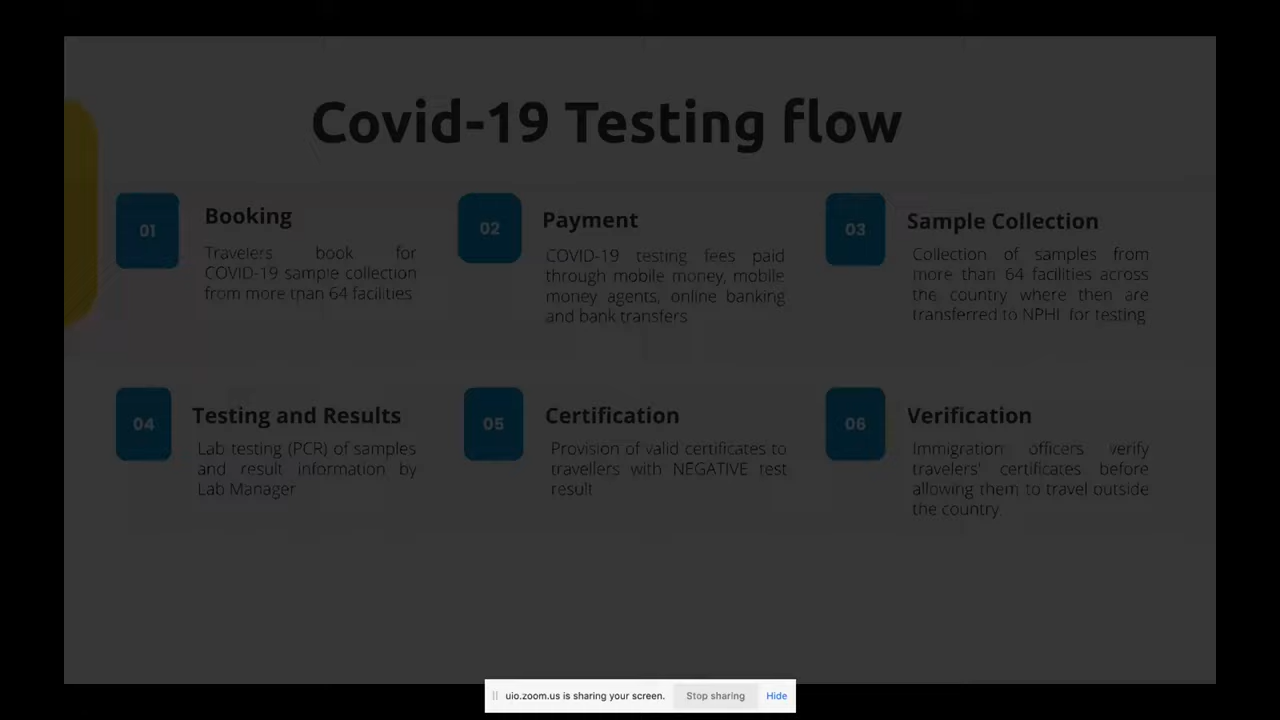 Covid-19 Testing flow
01
Booking
Travelers book for
COVID-19 sample collection
from more than 64 facilities
02
Payment
COVID-19 testing fees paid
through mobile money, mobile
money agents, online banking
and bank transfers
03
Sample Collection
Collection of samples from
more than 64 facilities across
the country where then are
transferred to NPHL for testing
04
Testing and Results
Lab testing (PCR) of samples
and result information by
Lab Manager
05
Certification
Provision of valid certificates to
travellers with NEGATIVE test
result
06
Verification
Immigration officers verify
travelers' certificates before
allowing them to travel outside
the country.
uio.zoom.us is sharing your screen.
Stop sharing
Hide